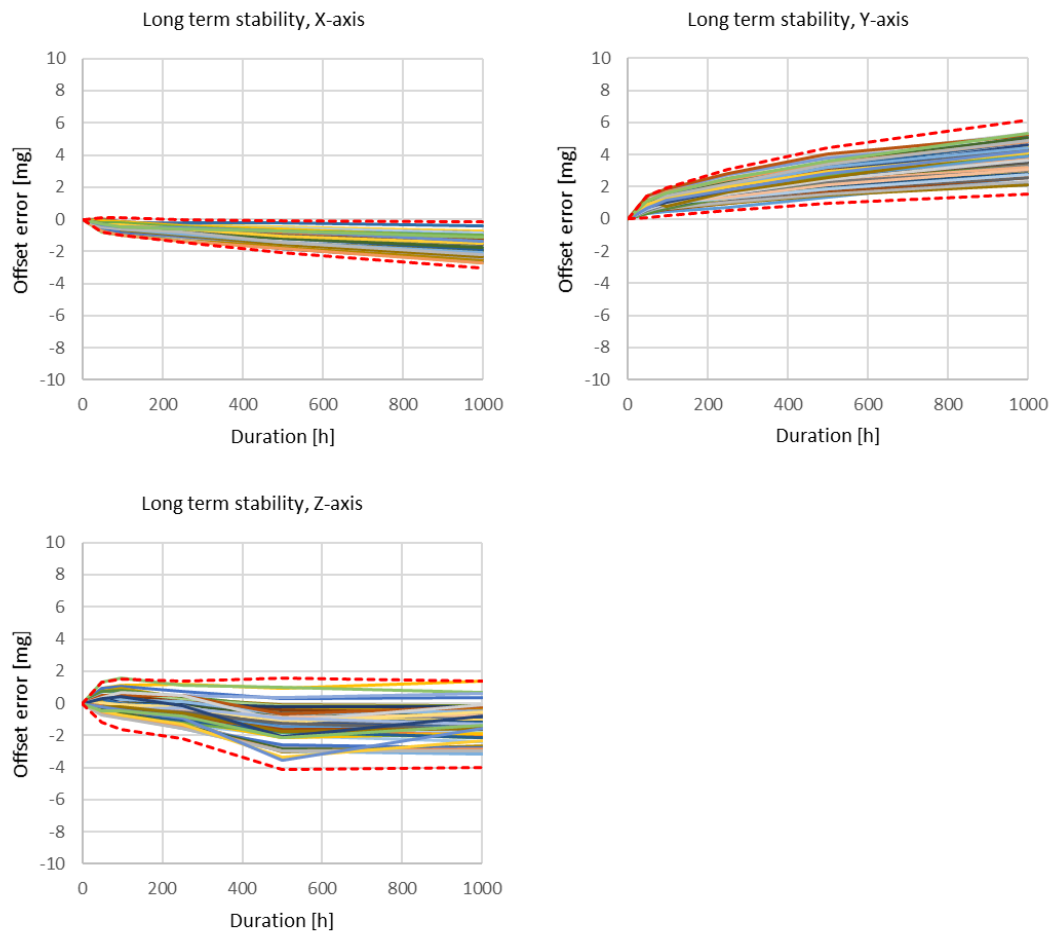 Long term stability, X-axis
10
8
6
4
2
0
-2
-4
-6
-8
-10
Offset error [mg]
0 200 400 600 800 1000
Duration [h]
Long term stability, Y-axis
10
8
6
4
2
0
-2
-4
-6
-8
-10
Offset error [mg]
0 200 400 600 800 1000
Duration [h]
Long term stability, Z-axis
10
8
6
4
2
0
-2
-4
-6
-8
-10
Offset error [mg]
0 200 400 600 800 1000
Duration [h]